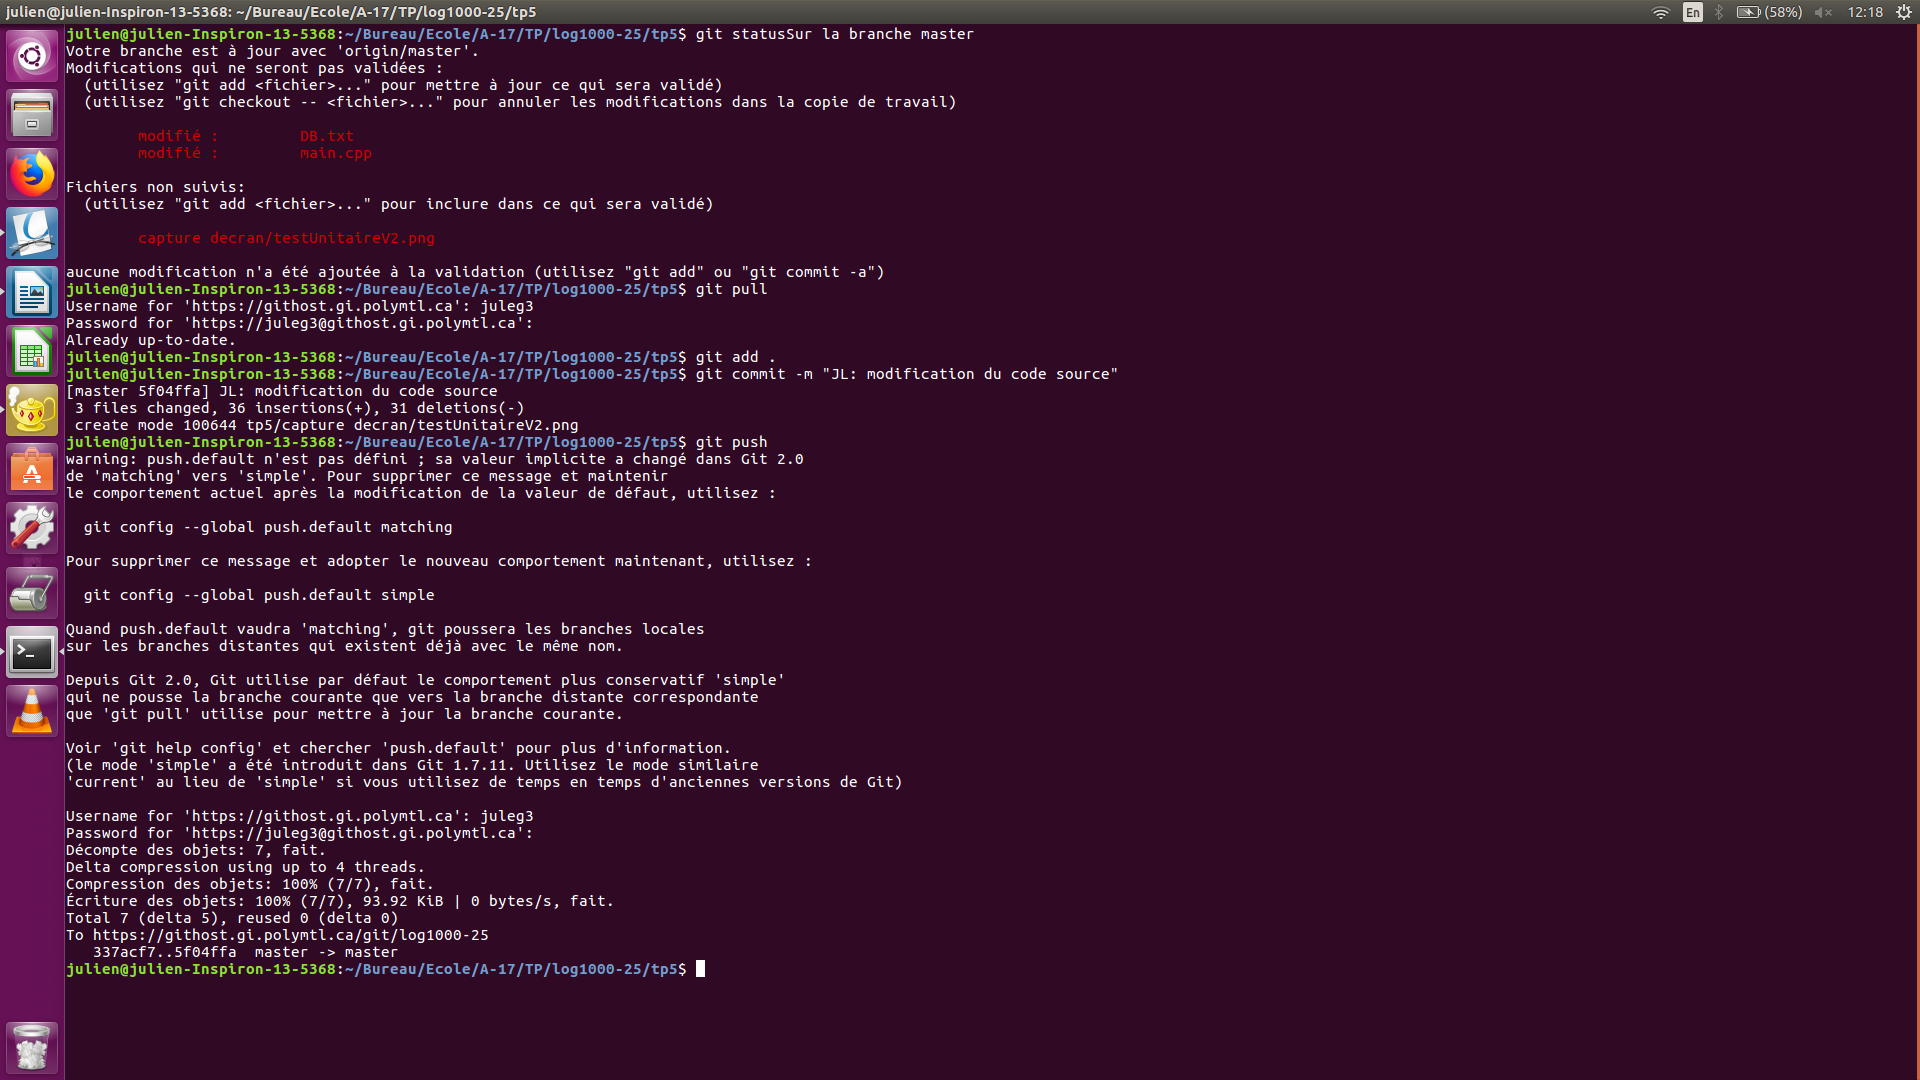 julien@julien-Inspiron-13-5368: ~/Bureau/Ecole/A-17/TP/log1000-25/tp5
En
(58%)
12:18
julien@julien-Inspiron-13-5368:~/Bureau/Ecole/A-17/TP/log1000-25/tp5$ git statusSur la branche master
Votre branche est à jour avec 'origin/master'.
Modifications qui ne seront pas validées :
  (utilisez "git add <fichier>..." pour mettre à jour ce qui sera validé)
  (utilisez "git checkout -- <fichier>..." pour annuler les modifications dans la copie de travail)
        modifié :         DB.txt
        modifié :         main.cpp
Fichiers non suivis:
  (utilisez "git add <fichier>..." pour inclure dans ce qui sera validé)
        capture decran/testUnitaireV2.png
aucune modification n'a été ajoutée à la validation (utilisez "git add" ou "git commit -a")
julien@julien-Inspiron-13-5368:~/Bureau/Ecole/A-17/TP/log1000-25/tp5$ git pull
Username for 'https://githost.gi.polymtl.ca': juleg3
Password for 'https://juleg3@githost.gi.polymtl.ca':
Already up-to-date.
julien@julien-Inspiron-13-5368:~/Bureau/Ecole/A-17/TP/log1000-25/tp5$ git add .
julien@julien-Inspiron-13-5368:~/Bureau/Ecole/A-17/TP/log1000-25/tp5$ git commit -m "JL: modification du code source"
[master 5f04ffa] JL: modification du code source
 3 files changed, 36 insertions(+), 31 deletions(-)
 create mode 100644 tp5/capture decran/testUnitaireV2.png
julien@julien-Inspiron-13-5368:~/Bureau/Ecole/A-17/TP/log1000-25/tp5$ git push
warning: push.default n'est pas défini ; sa valeur implicite a changé dans Git 2.0
de 'matching' vers 'simple'. Pour supprimer ce message et maintenir
le comportement actuel après la modification de la valeur de défaut, utilisez :
  git config --global push.default matching
Pour supprimer ce message et adopter le nouveau comportement maintenant, utilisez :
  git config --global push.default simple
Quand push.default vaudra 'matching', git poussera les branches locales
sur les branches distantes qui existent déjà avec le même nom.
Depuis Git 2.0, Git utilise par défaut le comportement plus conservatif 'simple'
qui ne pousse la branche courante que vers la branche distante correspondante
que 'git pull' utilise pour mettre à jour la branche courante.
Voir 'git help config' et chercher 'push.default' pour plus d'information.
(le mode 'simple' a été introduit dans Git 1.7.11. Utilisez le mode similaire
'current' au lieu de 'simple' si vous utilisez de temps en temps d'anciennes versions de Git)
Username for 'https://githost.gi.polymtl.ca': juleg3
Password for 'https://juleg3@githost.gi.polymtl.ca':
Décompte des objets: 7, fait.
Delta compression using up to 4 threads.
Compression des objets: 100% (7/7), fait.
Écriture des objets: 100% (7/7), 93.92 KiB | 0 bytes/s, fait.
Total 7 (delta 5), reused 0 (delta 0)
To https://githost.gi.polymtl.ca/git/log1000-25
   337acf7..5f04ffa  master -> master
julien@julien-Inspiron-13-5368:~/Bureau/Ecole/A-17/TP/log1000-25/tp5$